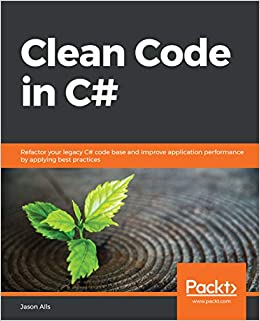 Clean Code
in C#
Refactor your legacy C# code base and improve application performance
by applying best practices
Jason Alls
Packt>
www.packt.com